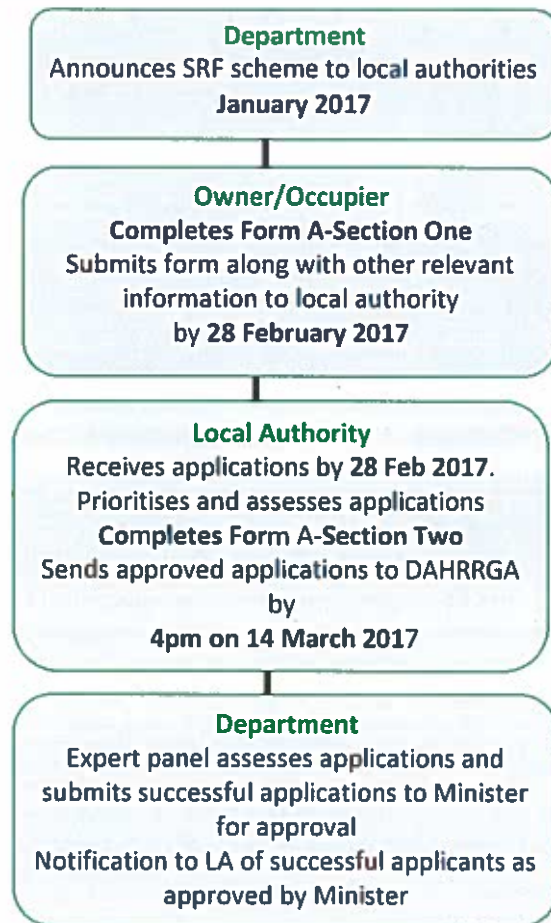 Department
Announces SRF scheme to local authorities
January 2017
Owner/Occupier
Completes Form A-Section One
Submits form along with other relevant
information to local authority
by 28 February 2017
Local Authority
Receives applications by 28 Feb 2017.
Prioritises and assesses applications
Completes Form A-Section Two
Sends approved applications to DAHRRGA
by
4pm on 14 March 2017
Department
Expert panel assesses applications and
submits successful applications to Minister
for approval
Notification to LA of successful applicants as
approved by Minister